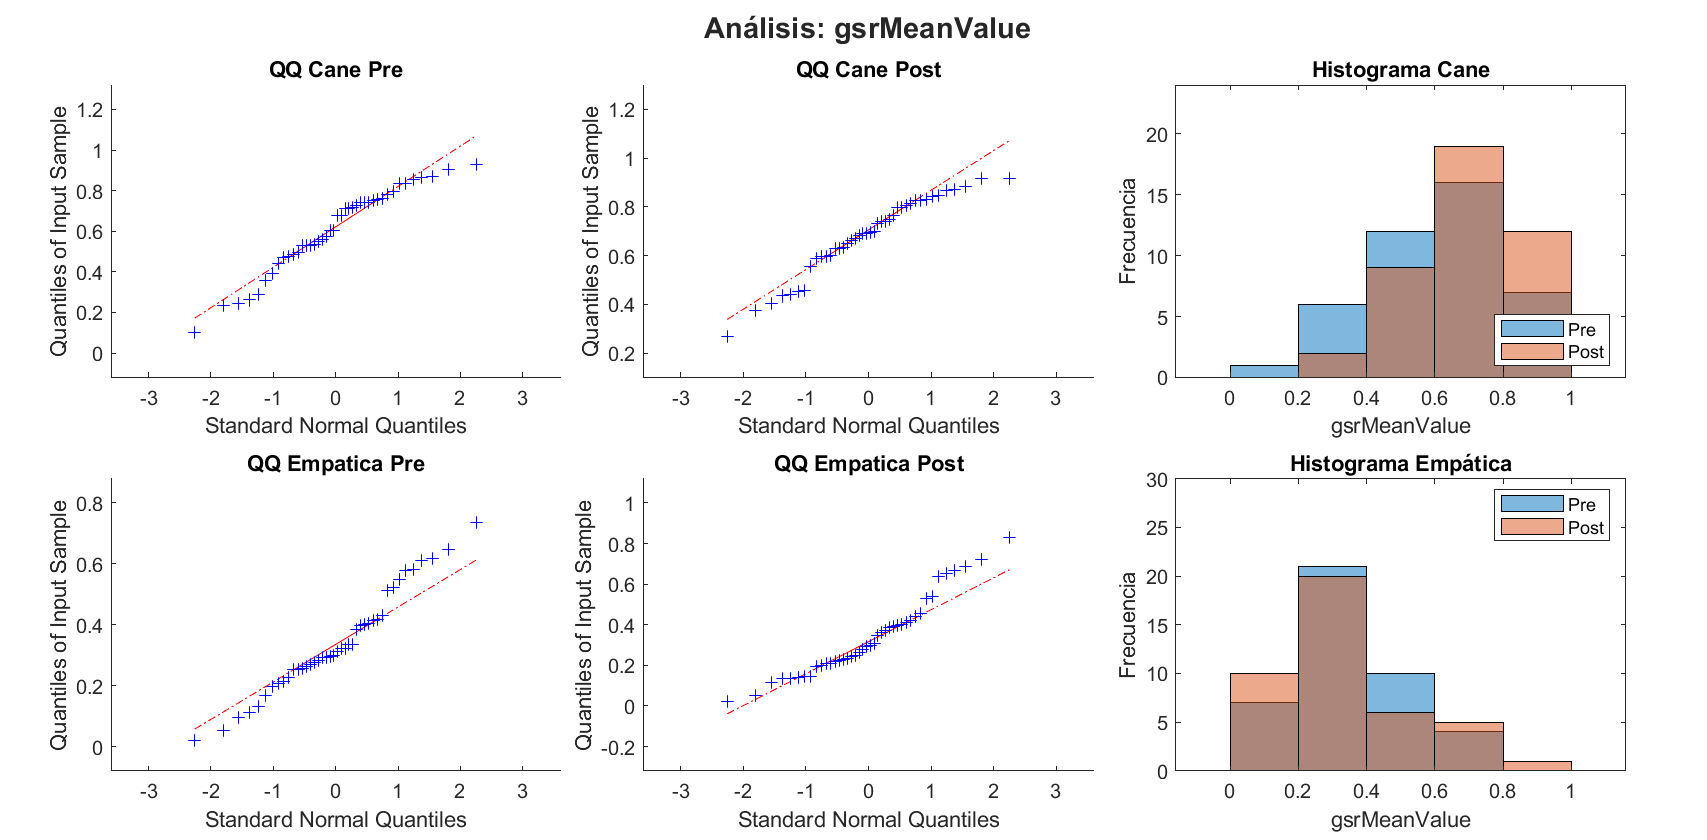 Análisis: gsrMeanValue
QQ Cane Pre
Quantiles of Input Sample
1.2
1
0.8
0.6
0.4
0.2
0
-3 -2 -1 0 1 2 3
Standard Normal Quantiles
QQ Cane Post
Quantiles of Input Sample
1.2
1
0.8
0.6
0.4
0.2
-3 -2 -1 0 1 2 3
Standard Normal Quantiles
Histograma Cane
Frecuencia
20
15
10
5
0
Pre
Post
0 0.2 0.4 0.6 0.8 1
gsrMeanValue
QQ Empatica Pre
Quantiles of Input Sample
0.8
0.6
0.4
0.2
0
-3 -2 -1 0 1 2 3
Standard Normal Quantiles
QQ Empatica Post
Quantiles of Input Sample
1
0.8
0.6
0.4
0.2
0
-0.2
-3 -2 -1 0 1 2 3
Standard Normal Quantiles
Histograma Empática
Frecuencia
30
25
20
15
10
5
0
Pre
Post
0 0.2 0.4 0.6 0.8 1
gsrMeanValue